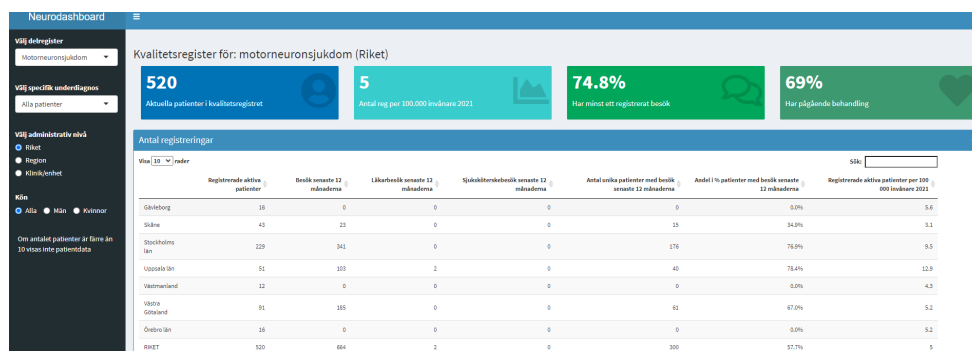 Neurodashboard
Välj delregister
Motorneuronsjukdom
Välj specifik underdiagnos
Alla patienter
Välj administrativ nivå
Riket
Region
Klinik/enhet
Kön
Alla Män Kvinnor
Om antalet patienter är färre än
10 visas inte patientdata
Kvalitetsregister för: motorneuronsjukdom (Riket)
520
Aktuella patienter i kvalitetsregistret
5
Antal reg per 100.000 invånare 2021
74.8%
Har minst ett registrerat besök
69%
Har pågående behandling
Antal registreringar
Visa 10 rader
Sök:
Registrerade aktiva patienter
Besök senaste 12 månaderna
Läkarbesök senaste 12 månaderna
Sjuksköterskebesök senaste 12 månaderna
Antal unika patienter med besök senaste 12 månaderna
Andel i % patienter med besök senaste 12 månaderna
Registrerade aktiva patienter per 100 000 invånare 2021
Gävleborg 16 0 0 0 0 0.0% 5.6
Skåne 43 23 0 0 15 34.9% 3.1
Stockholms län 229 341 0 0 176 76.9% 9.5
Uppsala län 51 103 2 0 40 78.4% 12.9
Västmanland 12 0 0 0 0 0.0% 4.3
Västra Götaland 91 165 0 0 61 67.0% 5.2
Örebro län 16 0 0 0 0 0.0% 5.2
RIKET 520 664 2 0 300 57.7% 5